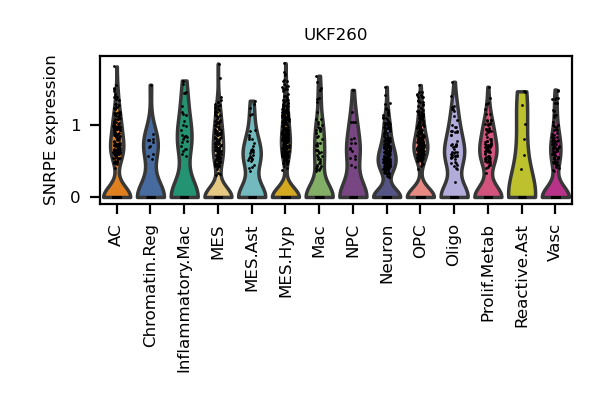 UKF260
SNRPE expression
1
0
AC
Chromatin.Reg
Inflammatory.Mac
MES
MES.Ast
MES.Hyp
Mac
NPC
Neuron
OPC
Oligo
Prolif.Metab
Reactive.Ast
Vasc